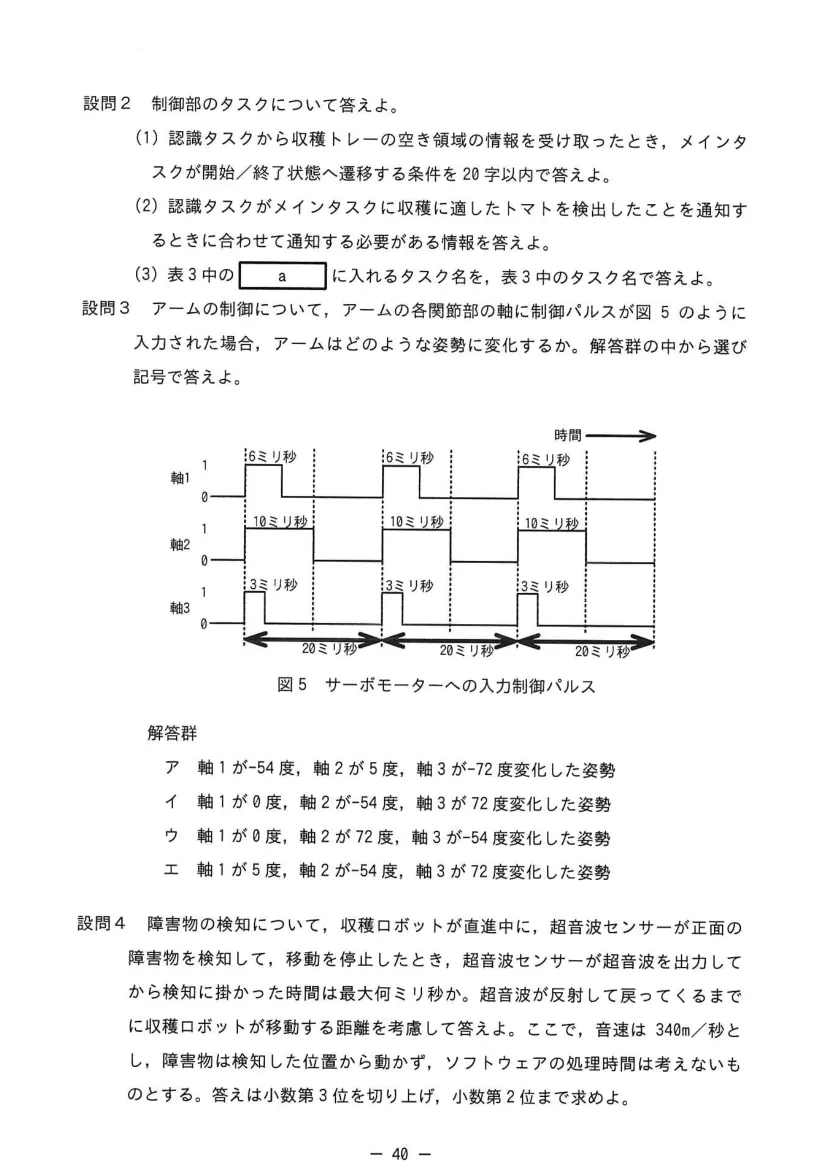 設問2 制御部のタスクについて答えよ。
(1) 認識タスクから収穫トレーの空き領域の情報を受け取ったとき，メインタ
スクが開始／終了状態へ遷移する条件を 20 字以内で答えよ。
(2) 認識タスクがメインタスクに収穫に適したトマトを検出したことを通知す
るときに合わせて通知する必要がある情報を答えよ。
(3) 表3中の a に入れるタスク名を，表3中のタスク名で答えよ。
設問3 アームの制御について，アームの各関節部の軸に制御パルスが図 5 のように
入力された場合，アームはどのような姿勢に変化するか。解答群の中から選び
記号で答えよ。
時間
軸1 1 0 6ミリ秒 6ミリ秒 6ミリ秒
軸2 1 0 10ミリ秒 10ミリ秒 10ミリ秒
軸3 1 0 3ミリ秒 3ミリ秒 3ミリ秒
20ミリ秒 20ミリ秒 20ミリ秒
図5 サーボモーターへの入力制御パルス
解答群
ア 軸1が-54度，軸2が5度，軸3が-72度変化した姿勢
イ 軸1が0度，軸2が-54度，軸3が72度変化した姿勢
ウ 軸1が0度，軸2が72度，軸3が-54度変化した姿勢
エ 軸1が5度，軸2が-54度，軸3が72度変化した姿勢
設問4 障害物の検知について，収穫ロボットが直進中に，超音波センサーが正面の
障害物を検知して，移動を停止したとき，超音波センサーが超音波を出力して
から検知に掛かった時間は最大何ミリ秒か。超音波が反射して戻ってくるまで
に収穫ロボットが移動する距離を考慮して答えよ。ここで，音速は 340m／秒と
し，障害物は検知した位置から動かず，ソフトウェアの処理時間は考えないも
のとする。答えは小数第3位を切り上げ，小数第2位まで求めよ。
－ 40 －